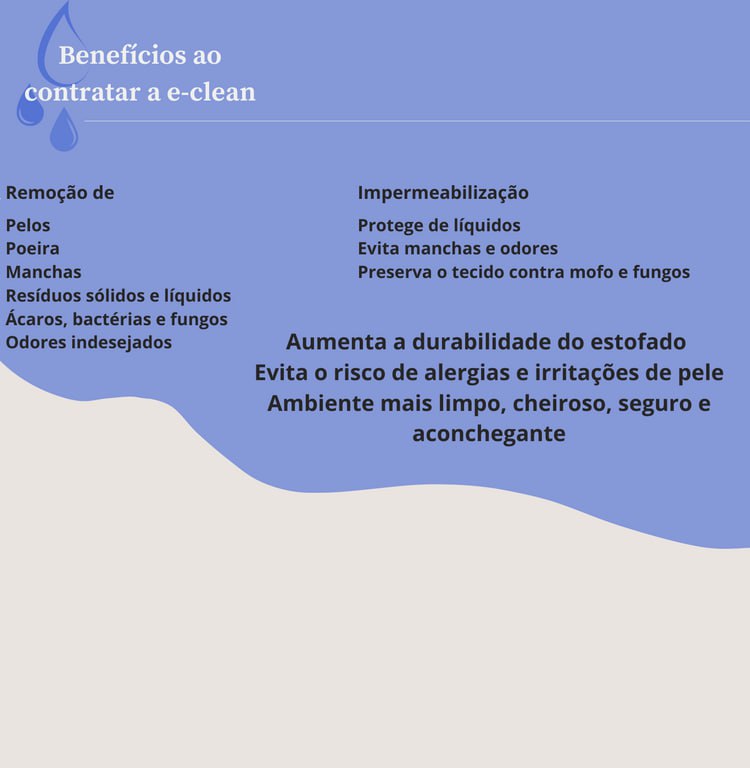 Benefícios ao
contratar a e-clean
Remoção de
Pelos
Poeira
Manchas
Resíduos sólidos e líquidos
Ácaros, bactérias e fungos
Odores indesejados
Impermeabilização
Protege de líquidos
Evita manchas e odores
Preserva o tecido contra mofo e fungos
Aumenta a durabilidade do estofado
Evita o risco de alergias e irritações de pele
Ambiente mais limpo, cheiroso, seguro e
aconchegante